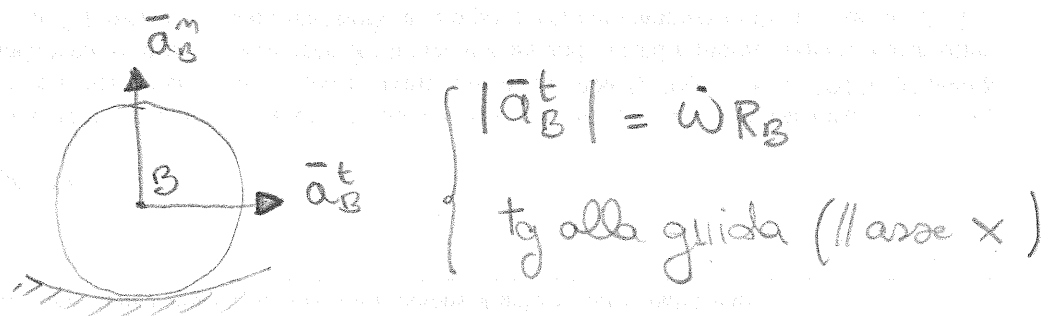 ā_B^n
B
ā_B^t
|ā_B^t| = ω̇ R_B
tg alla guida (// asse x)